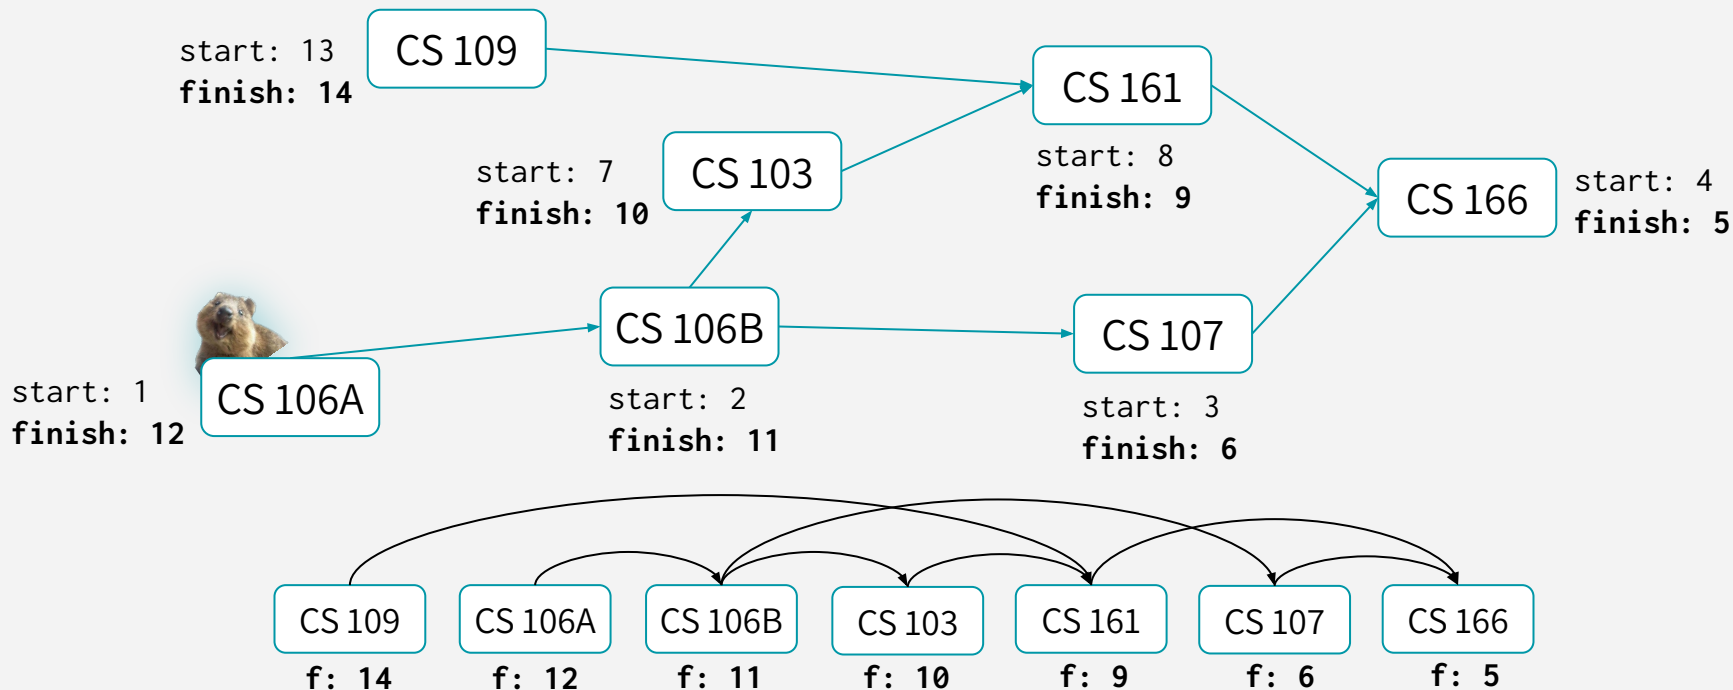 CS 109
start: 13
finish: 14
CS 161
start: 8
finish: 9
CS 103
start: 7
finish: 10
CS 166
start: 4
finish: 5
CS 106B
start: 2
finish: 11
CS 107
start: 3
finish: 6
CS 106A
start: 1
finish: 12
CS 109
CS 106A
CS 106B
CS 103
CS 161
CS 107
CS 166
f: 14
f: 12
f: 11
f: 10
f: 9
f: 6
f: 5